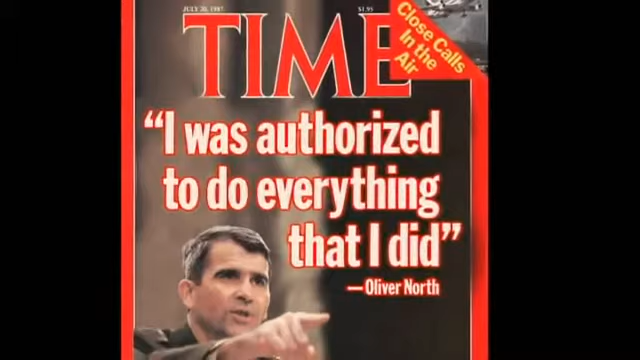 JULY 20, 1987
$1.95
TIME
Close Calls
In the
Air
“I was authorized
to do everything
that I did”
—Oliver North